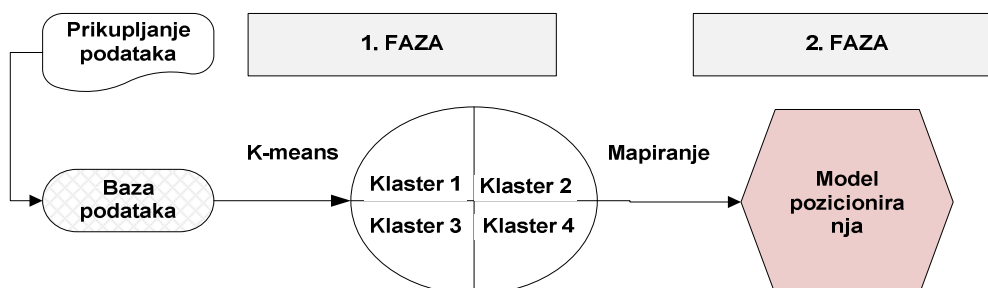 Prikupljanje
podataka
1. FAZA
2. FAZA
K-means
Mapiranje
Baza
podataka
Klaster 1
Klaster 2
Klaster 3
Klaster 4
Model
pozicionira
nja